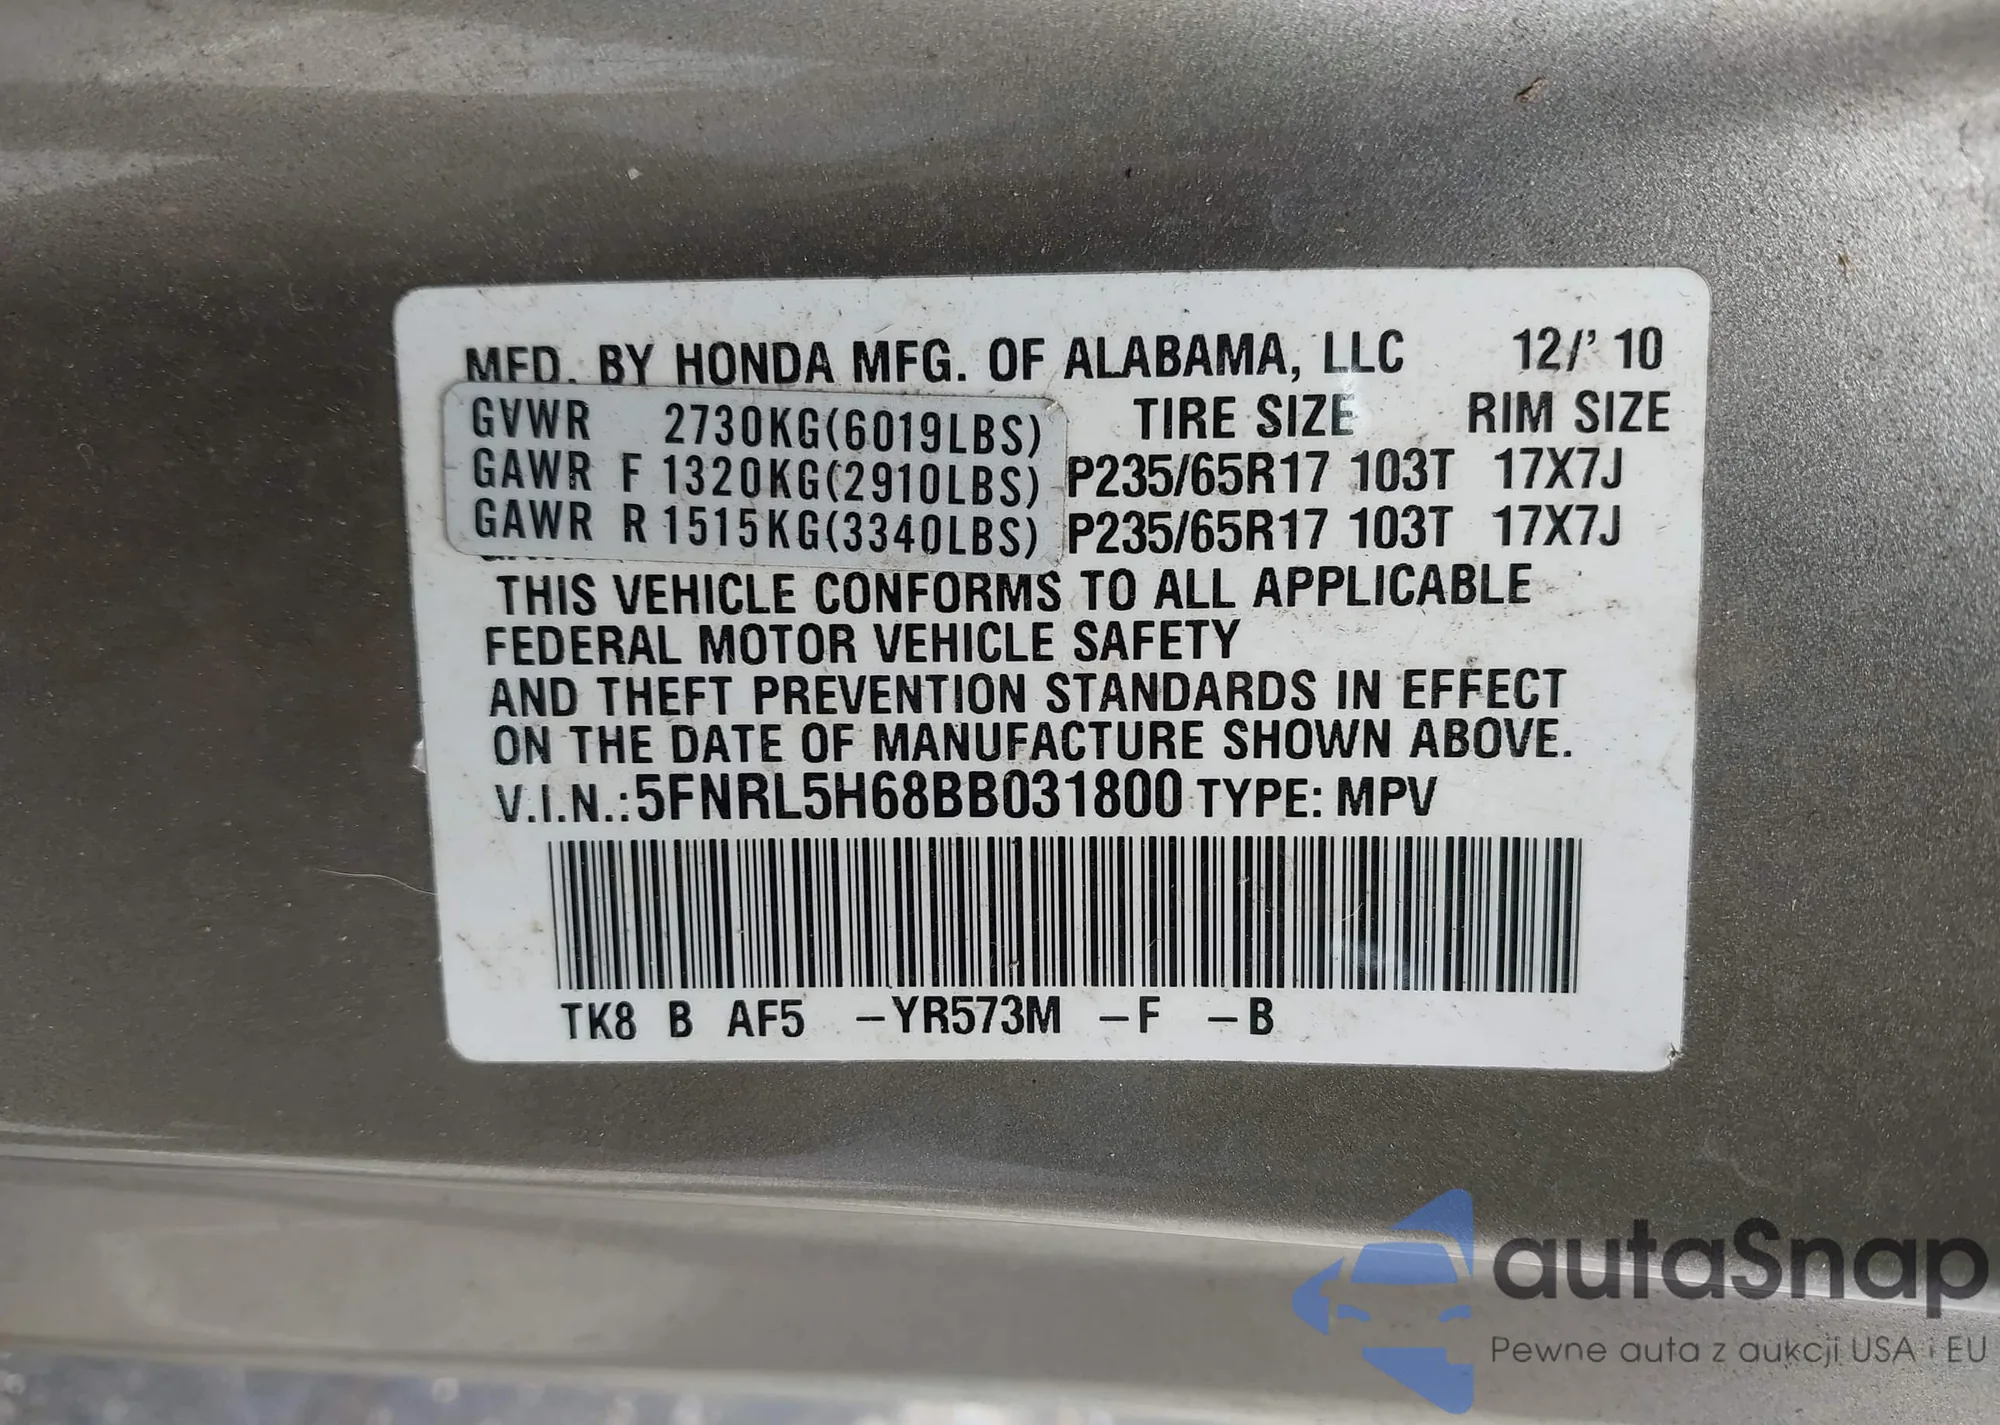 MFD. BY HONDA MFG. OF ALABAMA, LLC 12/' 10
GVWR 2730KG(6019LBS) TIRE SIZE RIM SIZE
GAWR F 1320KG(2910LBS) P235/65R17 103T 17X7J
GAWR R 1515KG(3340LBS) P235/65R17 103T 17X7J
THIS VEHICLE CONFORMS TO ALL APPLICABLE
FEDERAL MOTOR VEHICLE SAFETY
AND THEFT PREVENTION STANDARDS IN EFFECT
ON THE DATE OF MANUFACTURE SHOWN ABOVE.
V.I.N.: 5FNRL5H68BB031800 TYPE: MPV
TK8 B AF5 –YR573M –F –B
autaSnap
Pewne auta z aukcji USA i EU